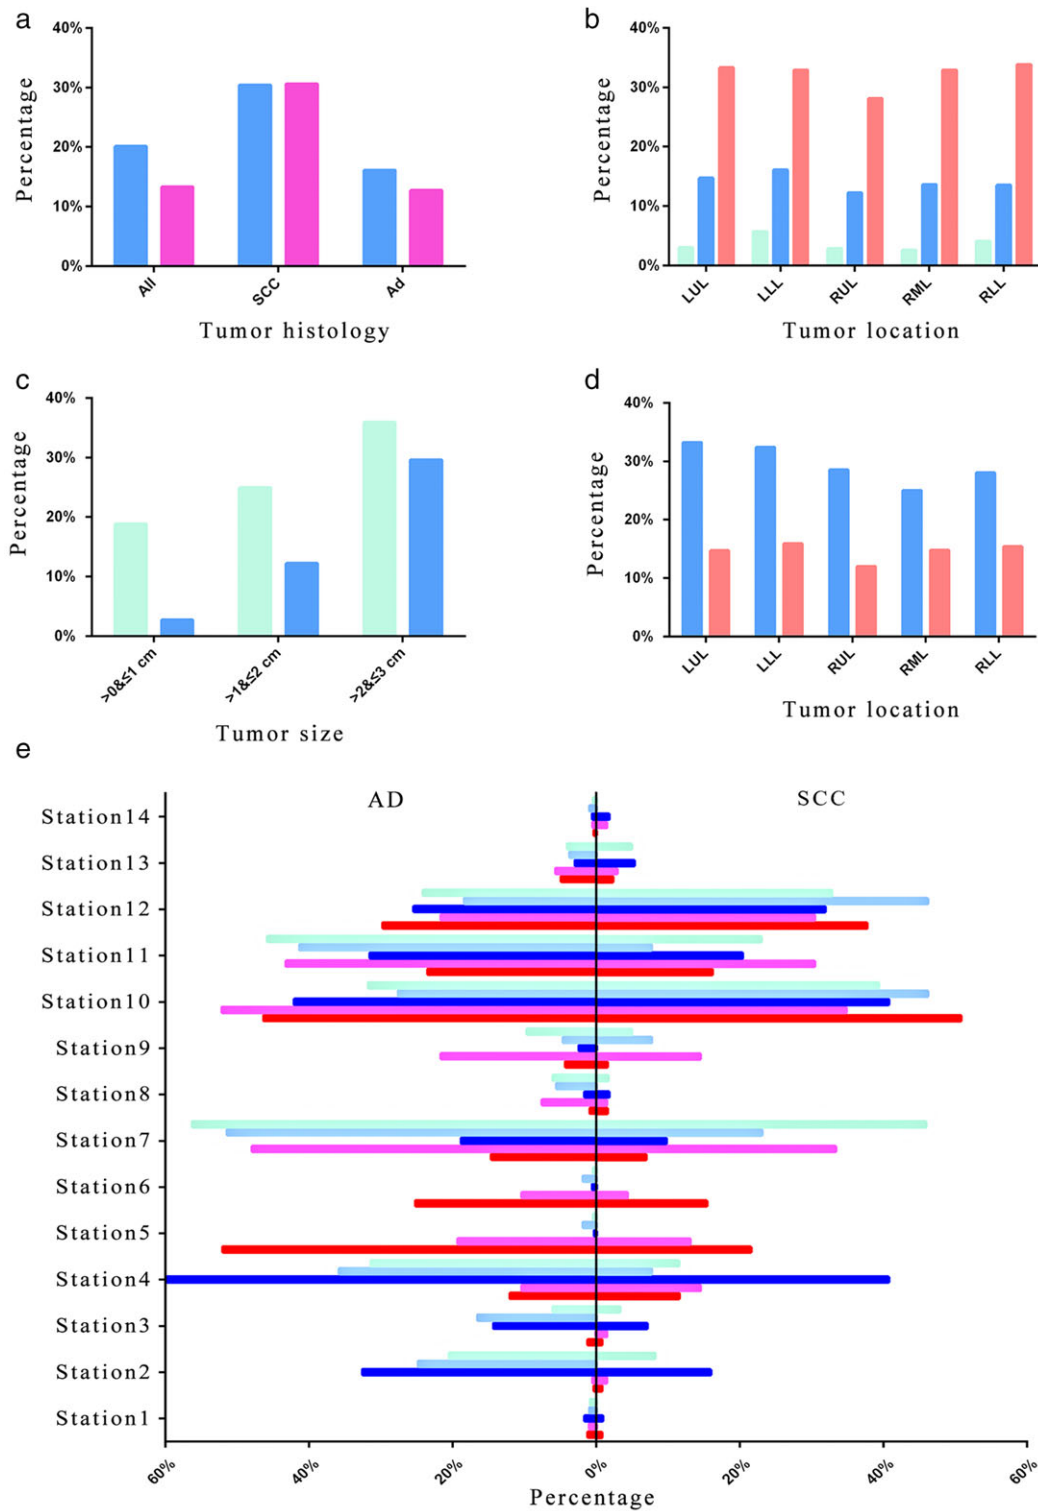 a
40%
30%
20%
10%
0%
Percentage
All
SCC
Ad
Tumor histology
b
40%
30%
20%
10%
0%
Percentage
LUL
LLL
RUL
RML
RLL
Tumor location
c
40%
30%
20%
10%
0%
Percentage
>0&≤1 cm
>1&≤2 cm
>2&≤3 cm
Tumor size
d
40%
30%
20%
10%
0%
Percentage
LUL
LLL
RUL
RML
RLL
Tumor location
e
AD
SCC
Station14
Station13
Station12
Station11
Station10
Station9
Station8
Station7
Station6
Station5
Station4
Station3
Station2
Station1
60%
40%
20%
0%
20%
40%
60%
Percentage